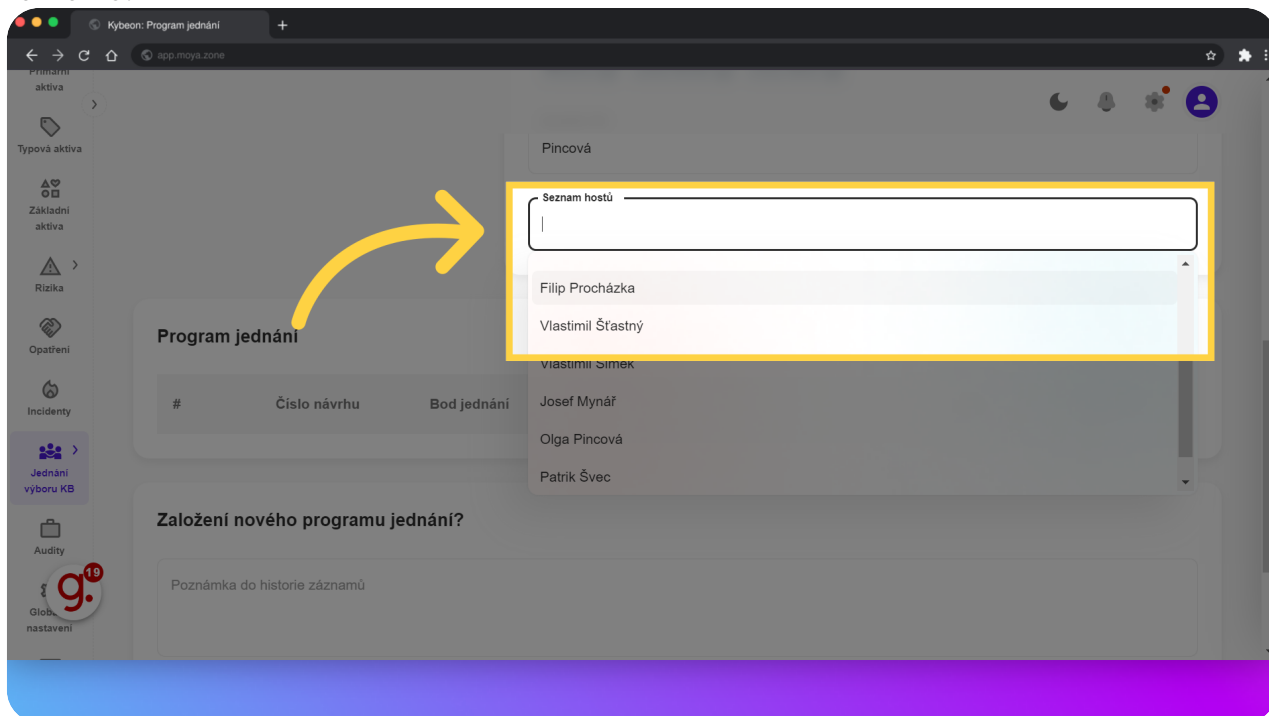 Kybeon: Program jednání
app.moya.zone
Primární
aktiva
Typová aktiva
Základní
aktiva
Rizika
Opatření
Incidenty
Jednání
výboru KB
Audity
19
g.
nastavení
Pincová
Seznam hostů
Filip Procházka
Vlastimil Šťastný
Vlastimil Šimek
Josef Mynář
Olga Pincová
Patrik Švec
Program jednání
# Číslo návrhu Bod jednání
Založení nového programu jednání?
Poznámka do historie záznamů